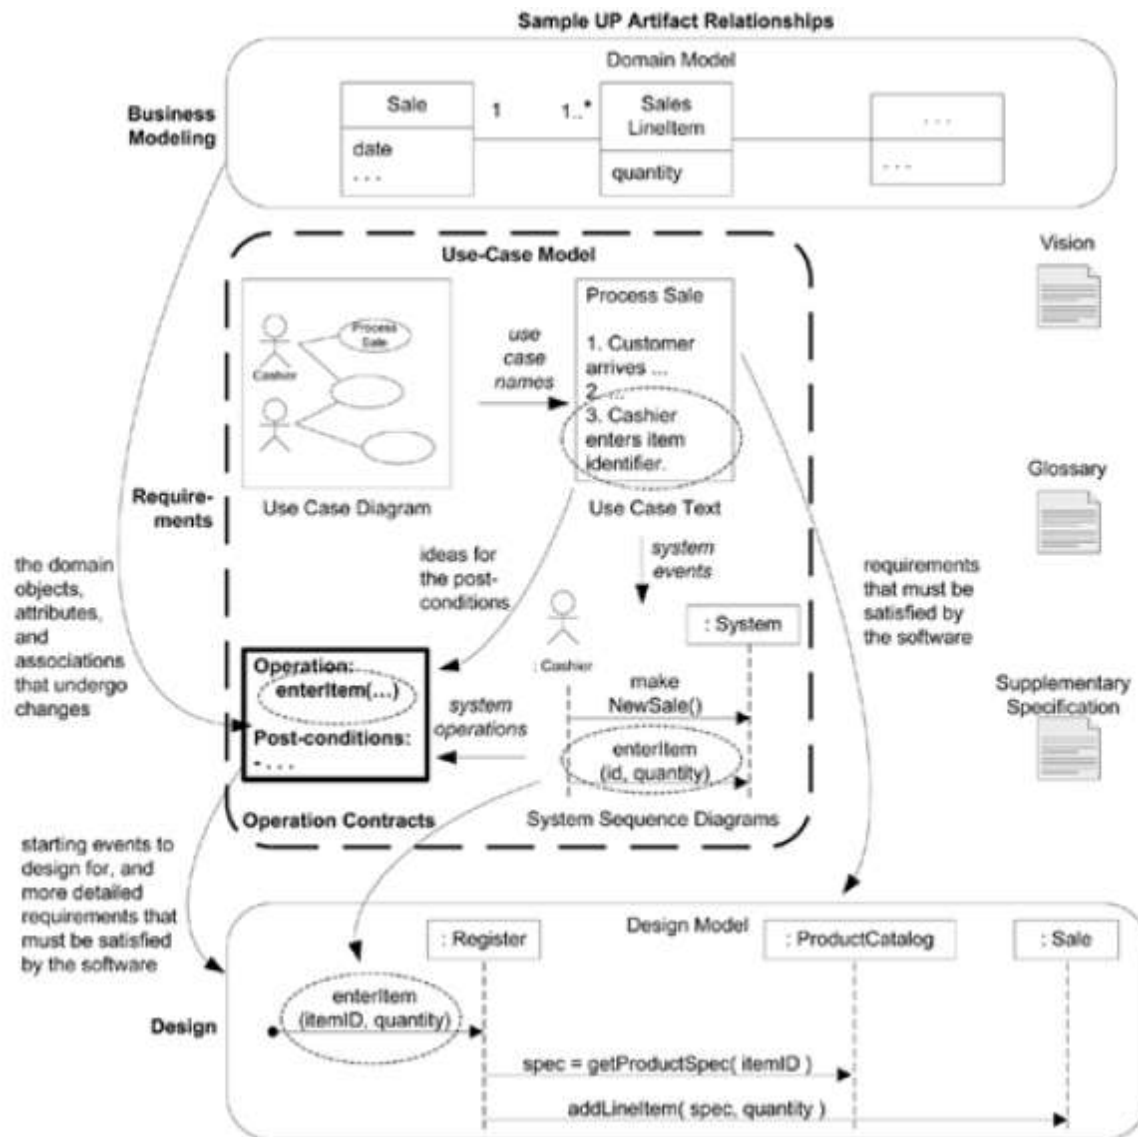 Sample UP Artifact Relationships
Domain Model
Business
Modeling
Sale
date
. . .
1
1..*
Sales
LineItem
quantity
. . .
. . .
Use-Case Model
Require-
ments
Process
Sale
Cashier
Use Case Diagram
use
case
names
Process Sale
1. Customer
arrives ...
2. ...
3. Cashier
enters item
identifier.
Use Case Text
Vision
Glossary
Supplementary
Specification
the domain
objects,
attributes,
and
associations
that undergo
changes
ideas for
the post-
conditions
system
events
requirements
that must be
satisfied by
the software
Operation:
enterItem(…)
Post-conditions:
- . . .
Operation Contracts
system
operations
: Cashier
: System
make
NewSale()
enterItem
(id, quantity)
System Sequence Diagrams
starting events to
design for, and
more detailed
requirements that
must be satisfied
by the software
Design Model
Design
: Register
: ProductCatalog
: Sale
enterItem
(itemID, quantity)
spec = getProductSpec( itemID )
addLineItem( spec, quantity )